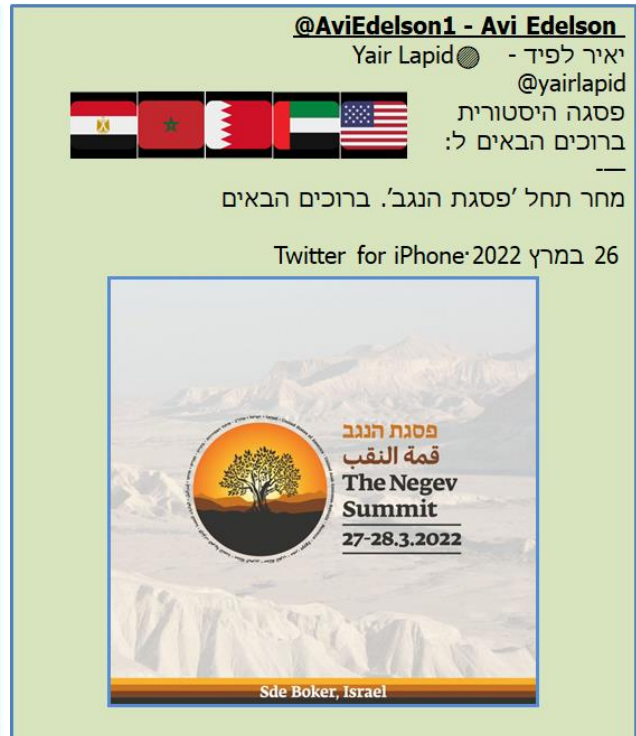 @AviEdelson1 - Avi Edelson
יאיר לפיד - Yair Lapid
@yairlapid
פסגה היסטורית
ברוכים הבאים ל:
-—
מחר תחל 'פסגת הנגב'. ברוכים הבאים
26 במרץ 2022·Twitter for iPhone
פסגת הנגב
قمة النقب
The Negev
Summit
27-28.3.2022
Sde Boker, Israel